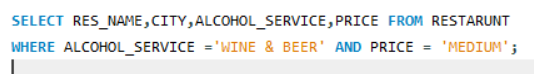 SELECT RES_NAME,CITY,ALCOHOL_SERVICE,PRICE FROM RESTARUNT
WHERE ALCOHOL_SERVICE ='WINE & BEER' AND PRICE = 'MEDIUM';